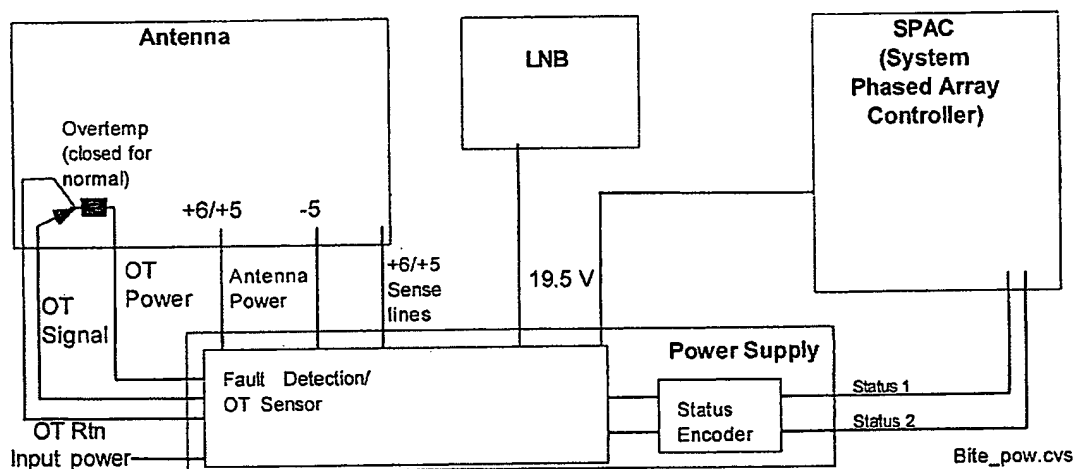 Antenna
LNB
SPAC
(System
Phased Array
Controller)
Overtemp
(closed for
normal)
+6/+5
-5
OT
Power
Antenna
Power
+6/+5
Sense
lines
19.5 V
OT
Signal
Power Supply
Fault Detection/
OT Sensor
Status
Encoder
Status 1
Status 2
OT Rtn
Input power
Bite_pow.cvs